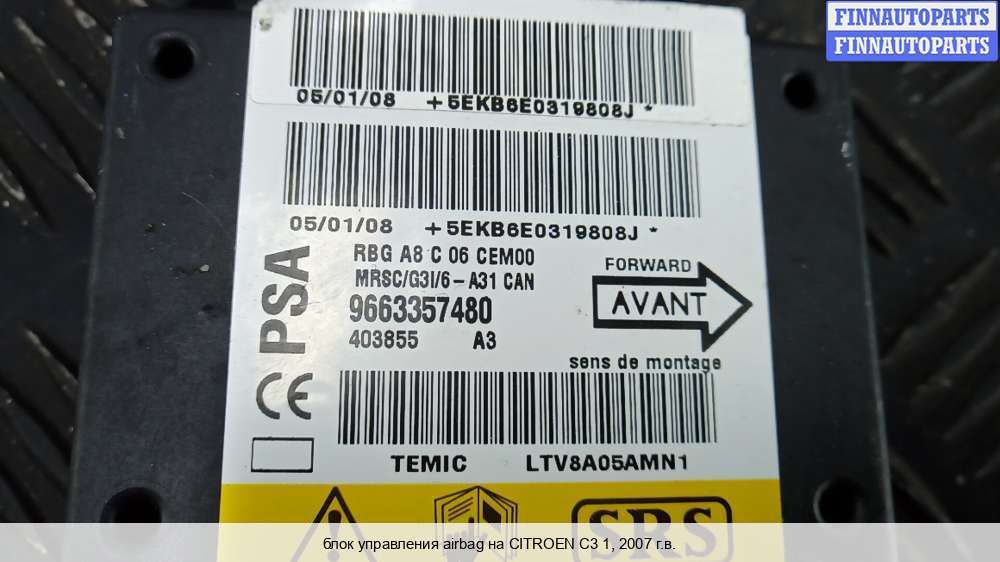 FINNAUTOPARTS
FINNAUTOPARTS
05/01/08 +5EKB6E0319808J *
05/01/08 +5EKB6E0319808J *
PSA
RBG A8 C 06 CEM00
MRSC/G3I/6-A31 CAN
9663357480
403855 A3
FORWARD
AVANT
sens de montage
CE
TEMIC LTV8A05AMN1
SRS
блок управления airbag на CITROEN C3 1, 2007 г.в.